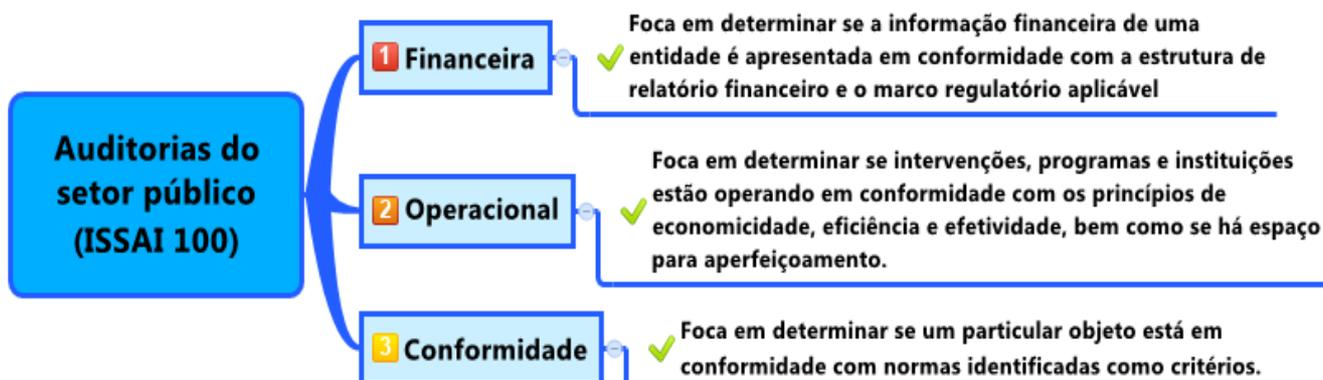 Auditorias do
setor público
(ISSAI 100)
1 Financeira
Foca em determinar se a informação financeira de uma
entidade é apresentada em conformidade com a estrutura de
relatório financeiro e o marco regulatório aplicável
2 Operacional
Foca em determinar se intervenções, programas e instituições
estão operando em conformidade com os princípios de
economicidade, eficiência e efetividade, bem como se há espaço
para aperfeiçoamento.
3 Conformidade
Foca em determinar se um particular objeto está em
conformidade com normas identificadas como critérios.